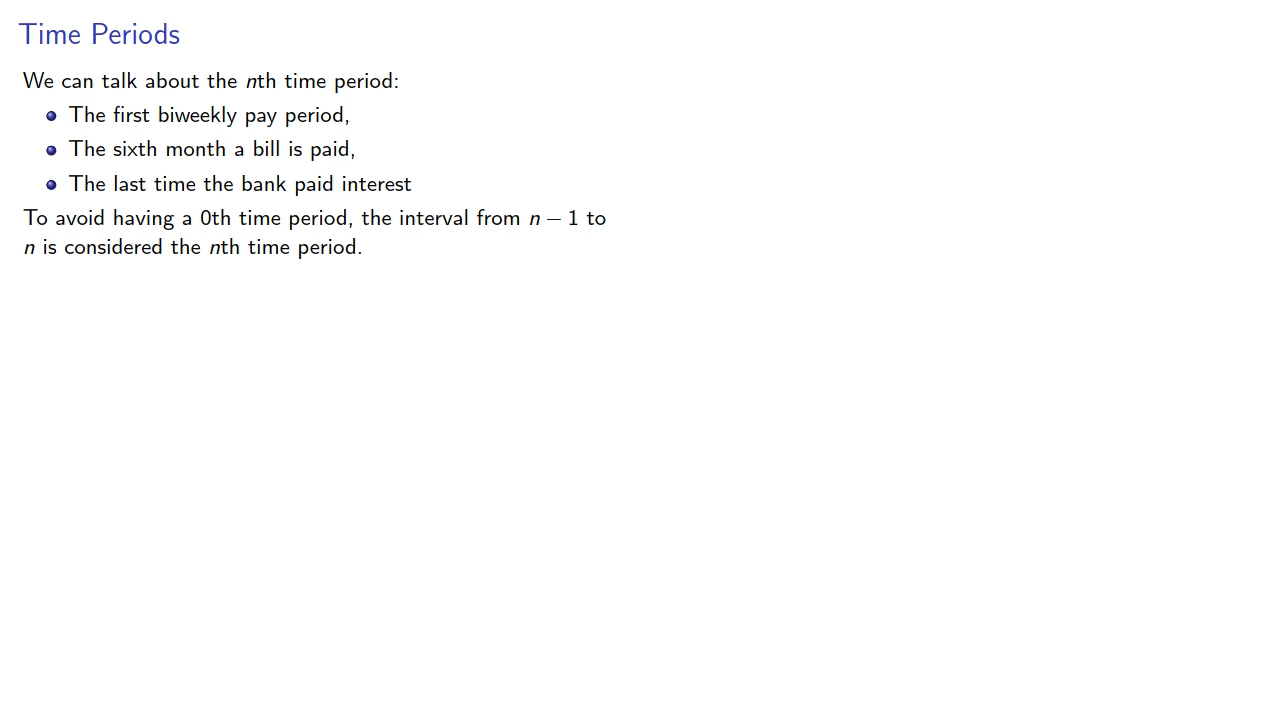 Time Periods
We can talk about the nth time period:
The first biweekly pay period,
The sixth month a bill is paid,
The last time the bank paid interest
To avoid having a 0th time period, the interval from n − 1 to
n is considered the nth time period.